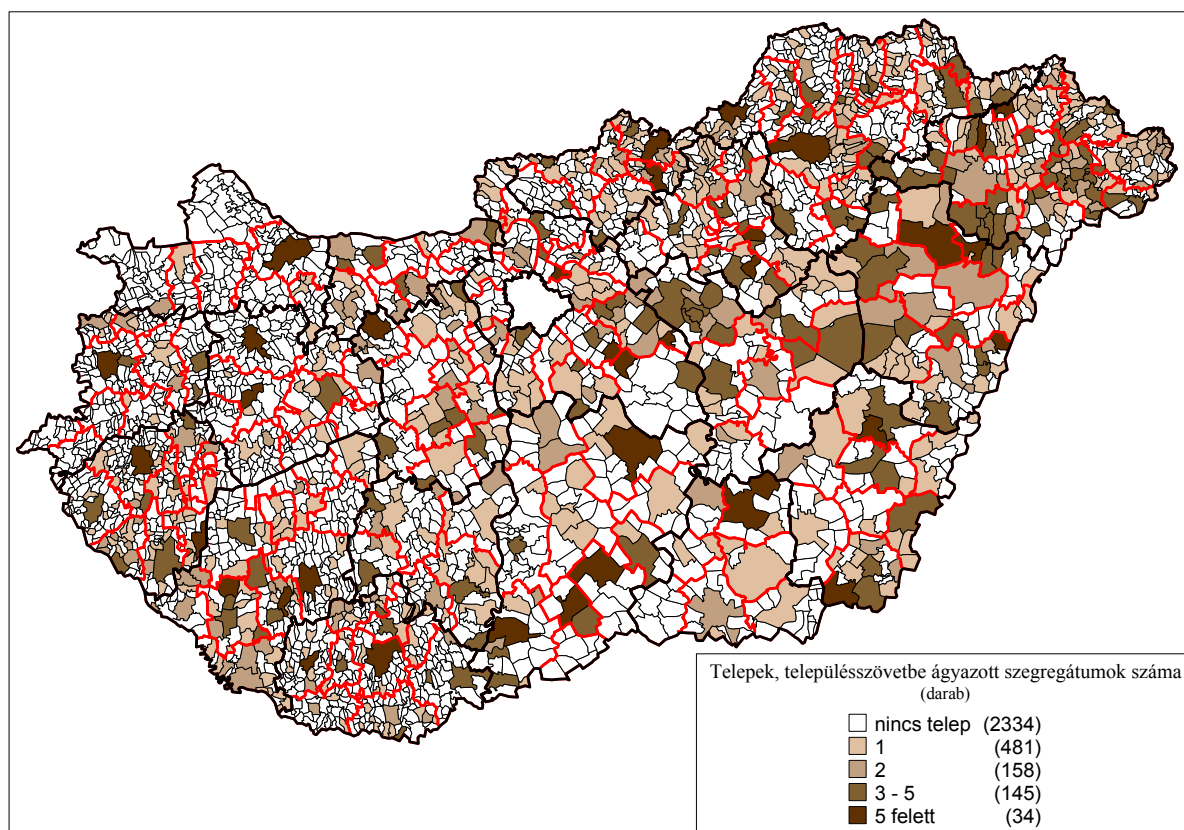 Telepek, településszövetbe ágyazott szegregátumok száma
(darab)
nincs telep (2334)
1 (481)
2 (158)
3 - 5 (145)
5 felett (34)